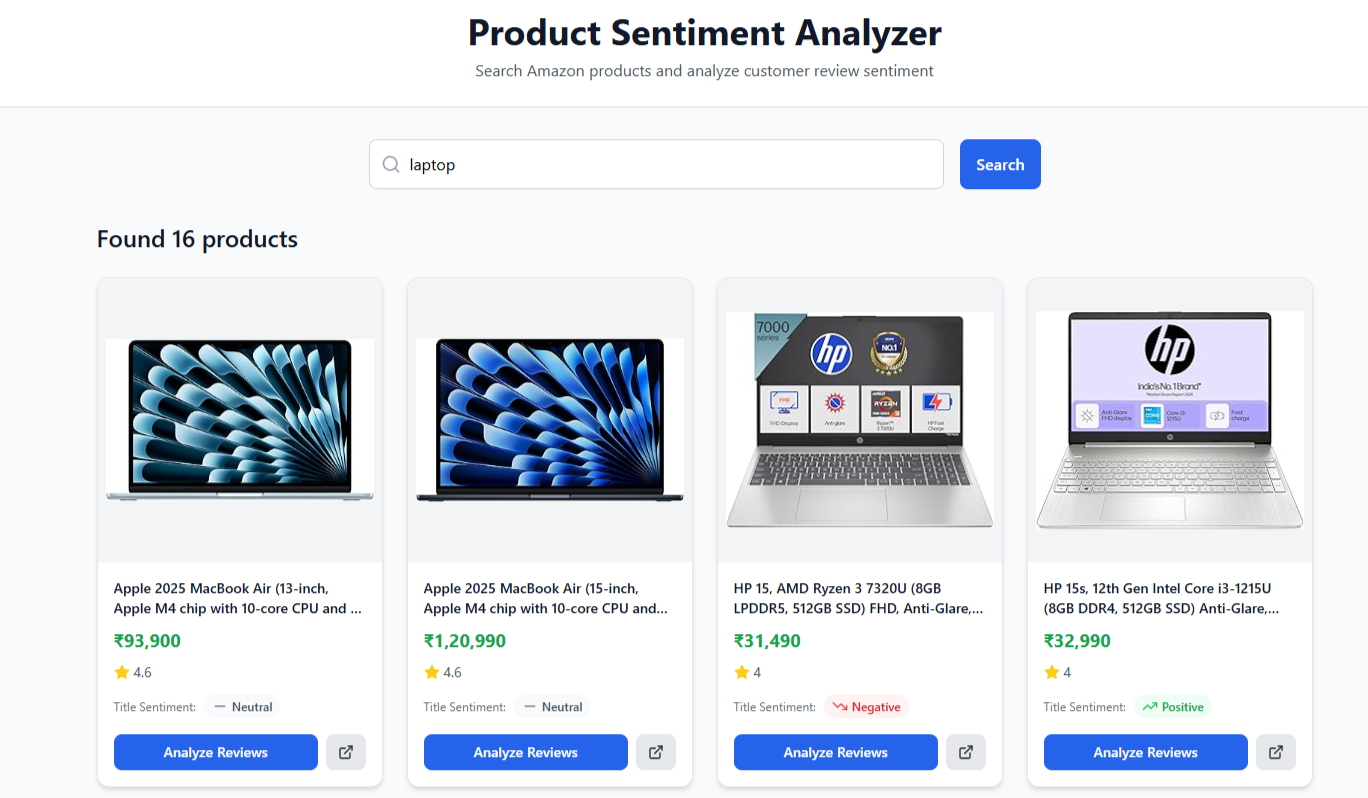 Product Sentiment Analyzer
Search Amazon products and analyze customer review sentiment
laptop
Search
Found 16 products
Apple 2025 MacBook Air (13-inch,
Apple M4 chip with 10-core CPU and ...
₹93,900
4.6
Title Sentiment: Neutral
Analyze Reviews
Apple 2025 MacBook Air (15-inch,
Apple M4 chip with 10-core CPU and...
₹1,20,990
4.6
Title Sentiment: Neutral
Analyze Reviews
7000
series
hp
NO.1
FHD
AMD
RYZEN
3
FHD Display
Anti-glare
Ryzen™
3 7320U
HP Fast
Charge
HP 15, AMD Ryzen 3 7320U (8GB
LPDDR5, 512GB SSD) FHD, Anti-Glare,...
₹31,490
4
Title Sentiment: Negative
Analyze Reviews
hp
India's No.1 Brand*
Anti-Glare
FHD display
Core i3-
1215U
Fast
charge
HP 15s, 12th Gen Intel Core i3-1215U
(8GB DDR4, 512GB SSD) Anti-Glare,...
₹32,990
4
Title Sentiment: Positive
Analyze Reviews